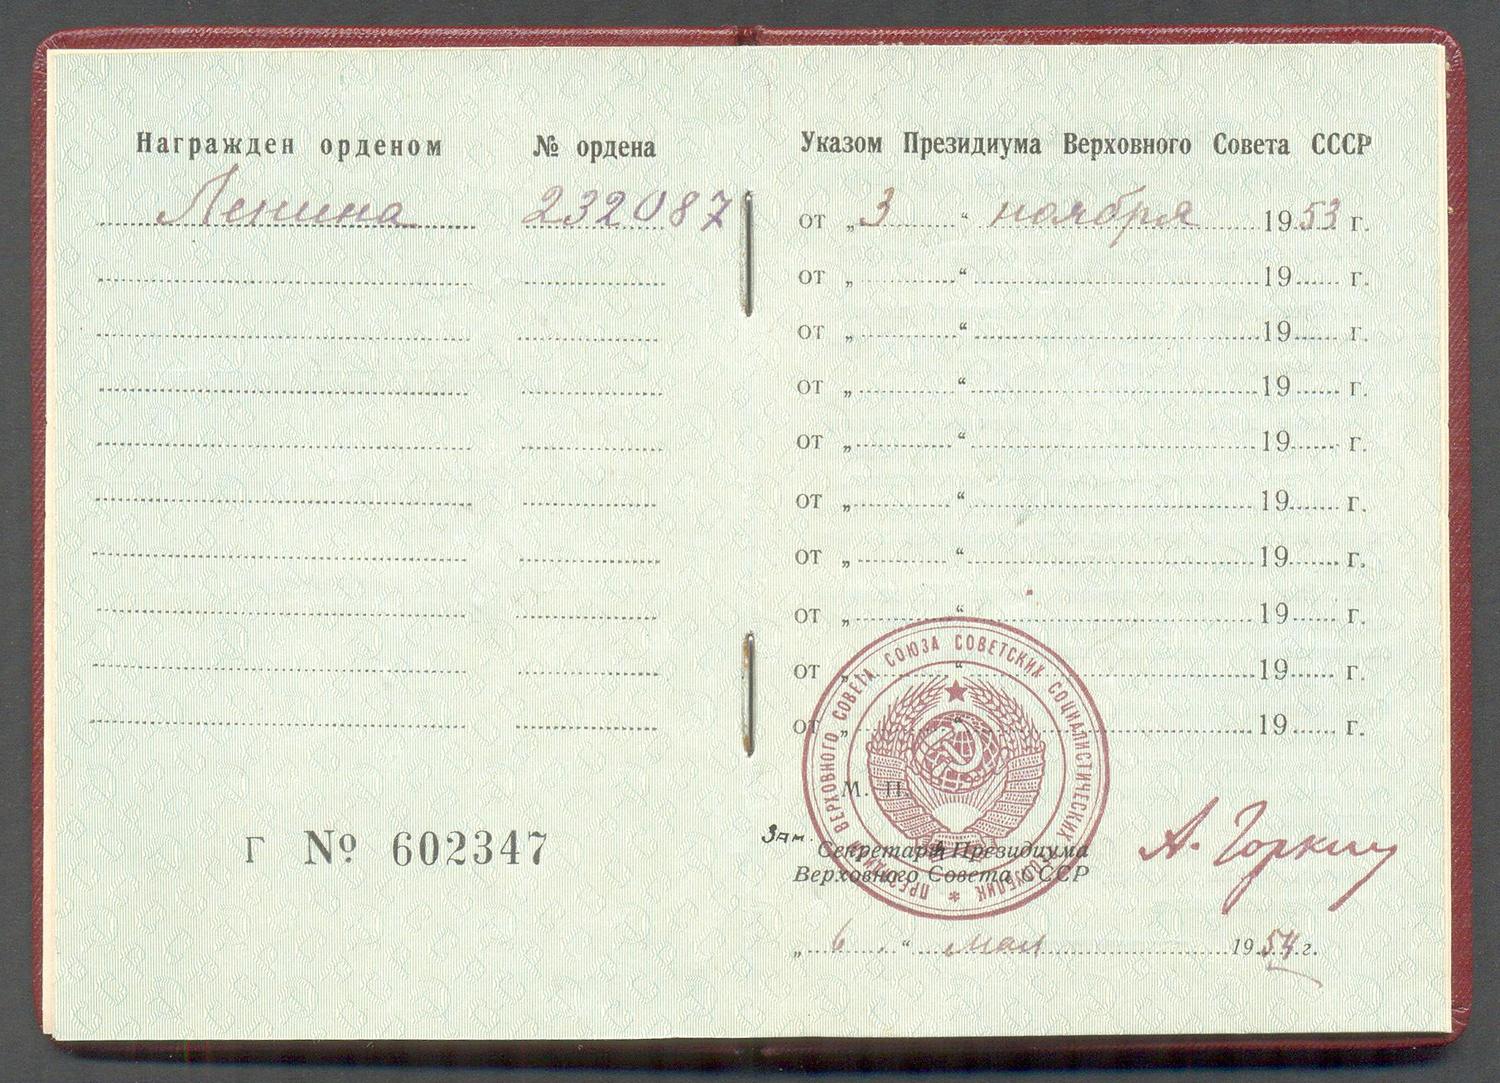 Награжден орденом № ордена Указом Президиума Верховного Совета СССР
Ленина 232087 от „3“ ноября 1953 г.
от „ “ 19 г.
от „ “ 19 г.
от „ “ 19 г.
от „ “ 19 г.
от „ “ 19 г.
от „ “ 19 г.
от „ “ 19 г.
от „ “ 19 г.
от „ “ 19 г.
ПРЕЗИДИУМ ВЕРХОВНОГО СОВЕТА СОЮЗА СОВЕТСКИХ СОЦИАЛИСТИЧЕСКИХ РЕСПУБЛИК *
М. П.
Г № 602347
Зам. Секретаря Президиума
Верховного Совета СССР
А. Горкин
„6“ мая 1954 г.